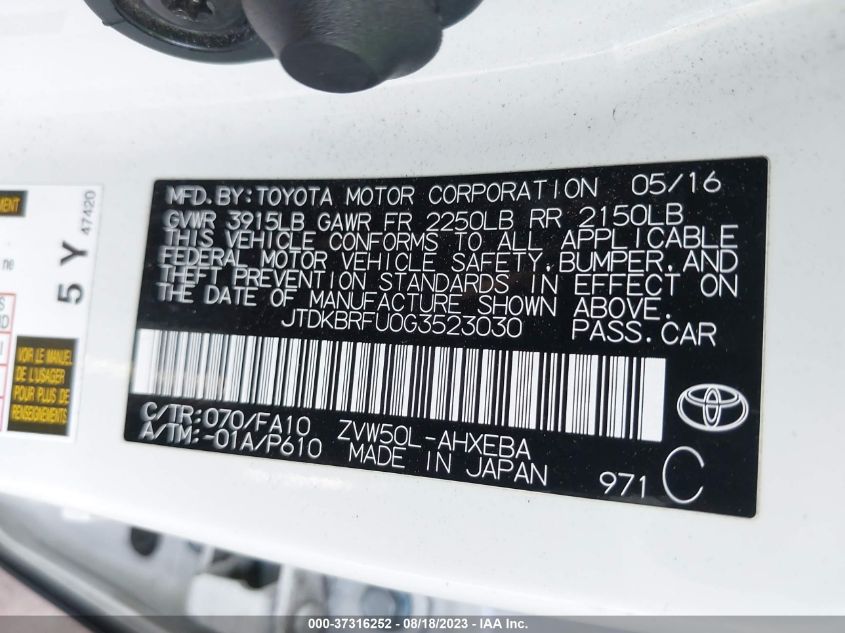 MFD.BY:TOYOTA MOTOR CORPORATION 05/16
GVWR 3915LB GAWR FR 2250LB RR 2150LB
THIS VEHICLE CONFORMS TO ALL APPLICABLE
FEDERAL MOTOR VEHICLE SAFETY,BUMPER,AND
THEFT PREVENTION STANDARDS IN EFFECT ON
THE DATE OF MANUFACTURE SHOWN ABOVE.
JTDKBRFU0G3523030 PASS.CAR
C/TR:070/FA10 ZVW50L-AHXEBA
A/TM:-01A/P610 MADE IN JAPAN
971 C
5 Y
47420
MENT
ne
VOIR LE MANUEL
DE L'USAGER
POUR PLUS DE
RENSEIGNEMENTS
000-37316252 - 08/18/2023 - IAA Inc.